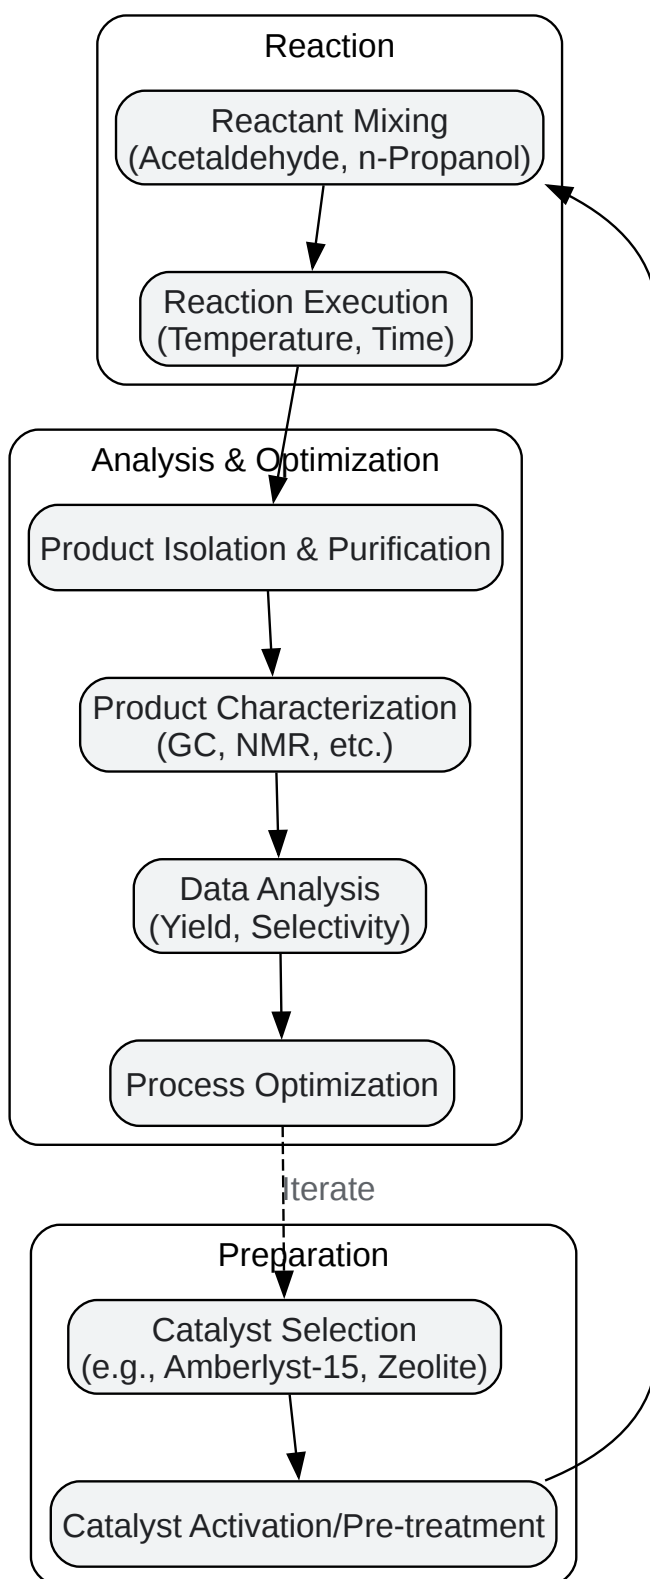 Reaction
Reactant Mixing
(Acetaldehyde, n-Propanol)
Reaction Execution
(Temperature, Time)
Analysis & Optimization
Product Isolation & Purification
Product Characterization
(GC, NMR, etc.)
Data Analysis
(Yield, Selectivity)
Process Optimization
Iterate
Preparation
Catalyst Selection
(e.g., Amberlyst-15, Zeolite)
Catalyst Activation/Pre-treatment